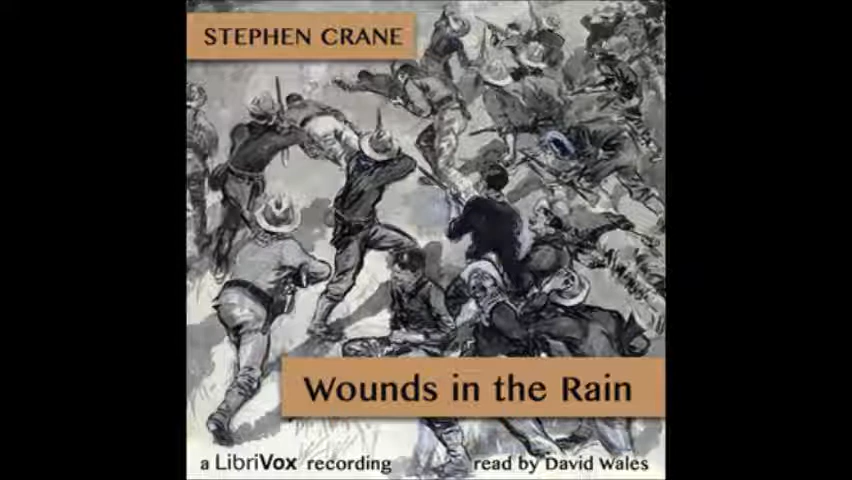 STEPHEN CRANE
Wounds in the Rain
a LibriVox recording
read by David Wales